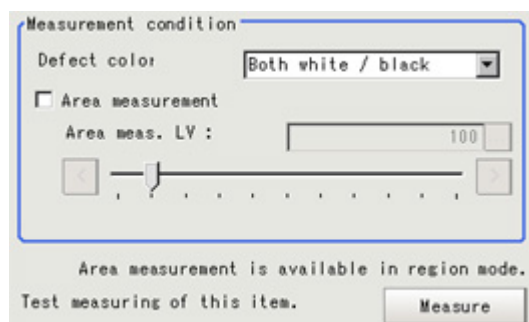 Measurement condition
Defect color
Both white / black
Area measurement
Area meas. LV :
100
Area measurement is available in region mode.
Test measuring of this item.
Measure